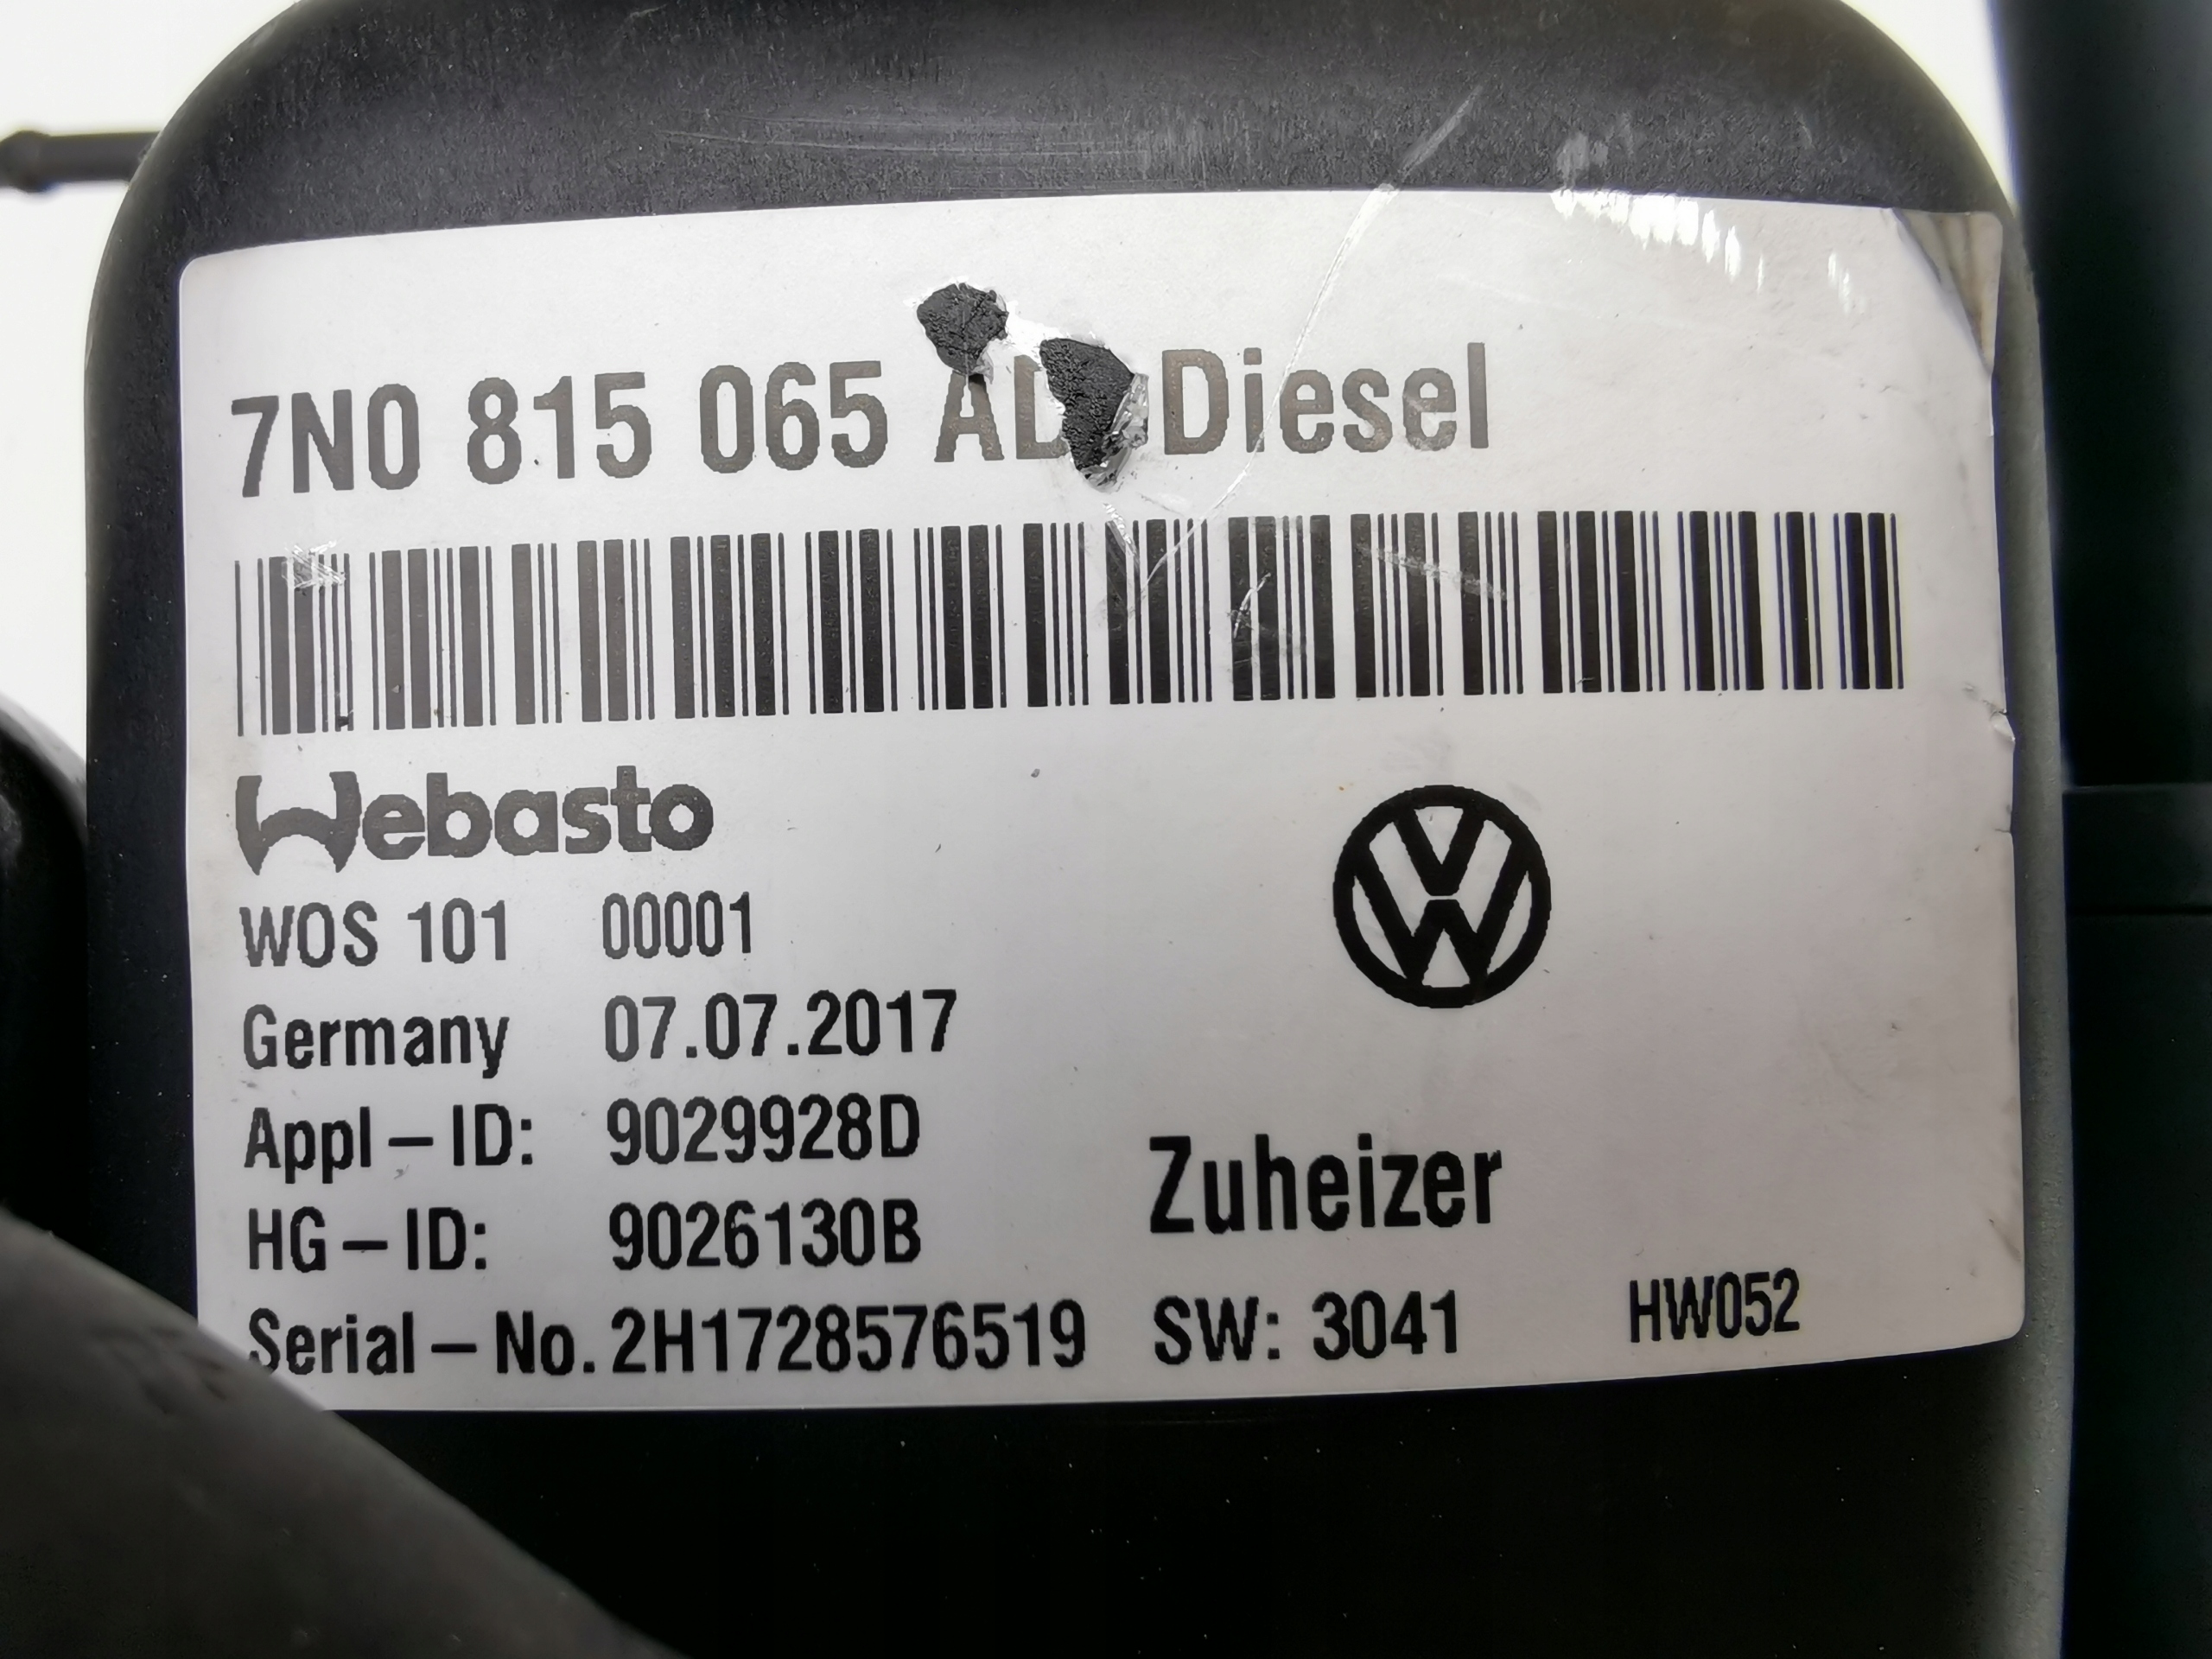 7N0 815 065 Diesel
Webasto
WOS 101 00001
Germany 07.07.2017
Appl – ID: 9029928D
HG – ID: 9026130B
Zuheizer
Serial – No. 2H1728576519 SW: 3041 HW052